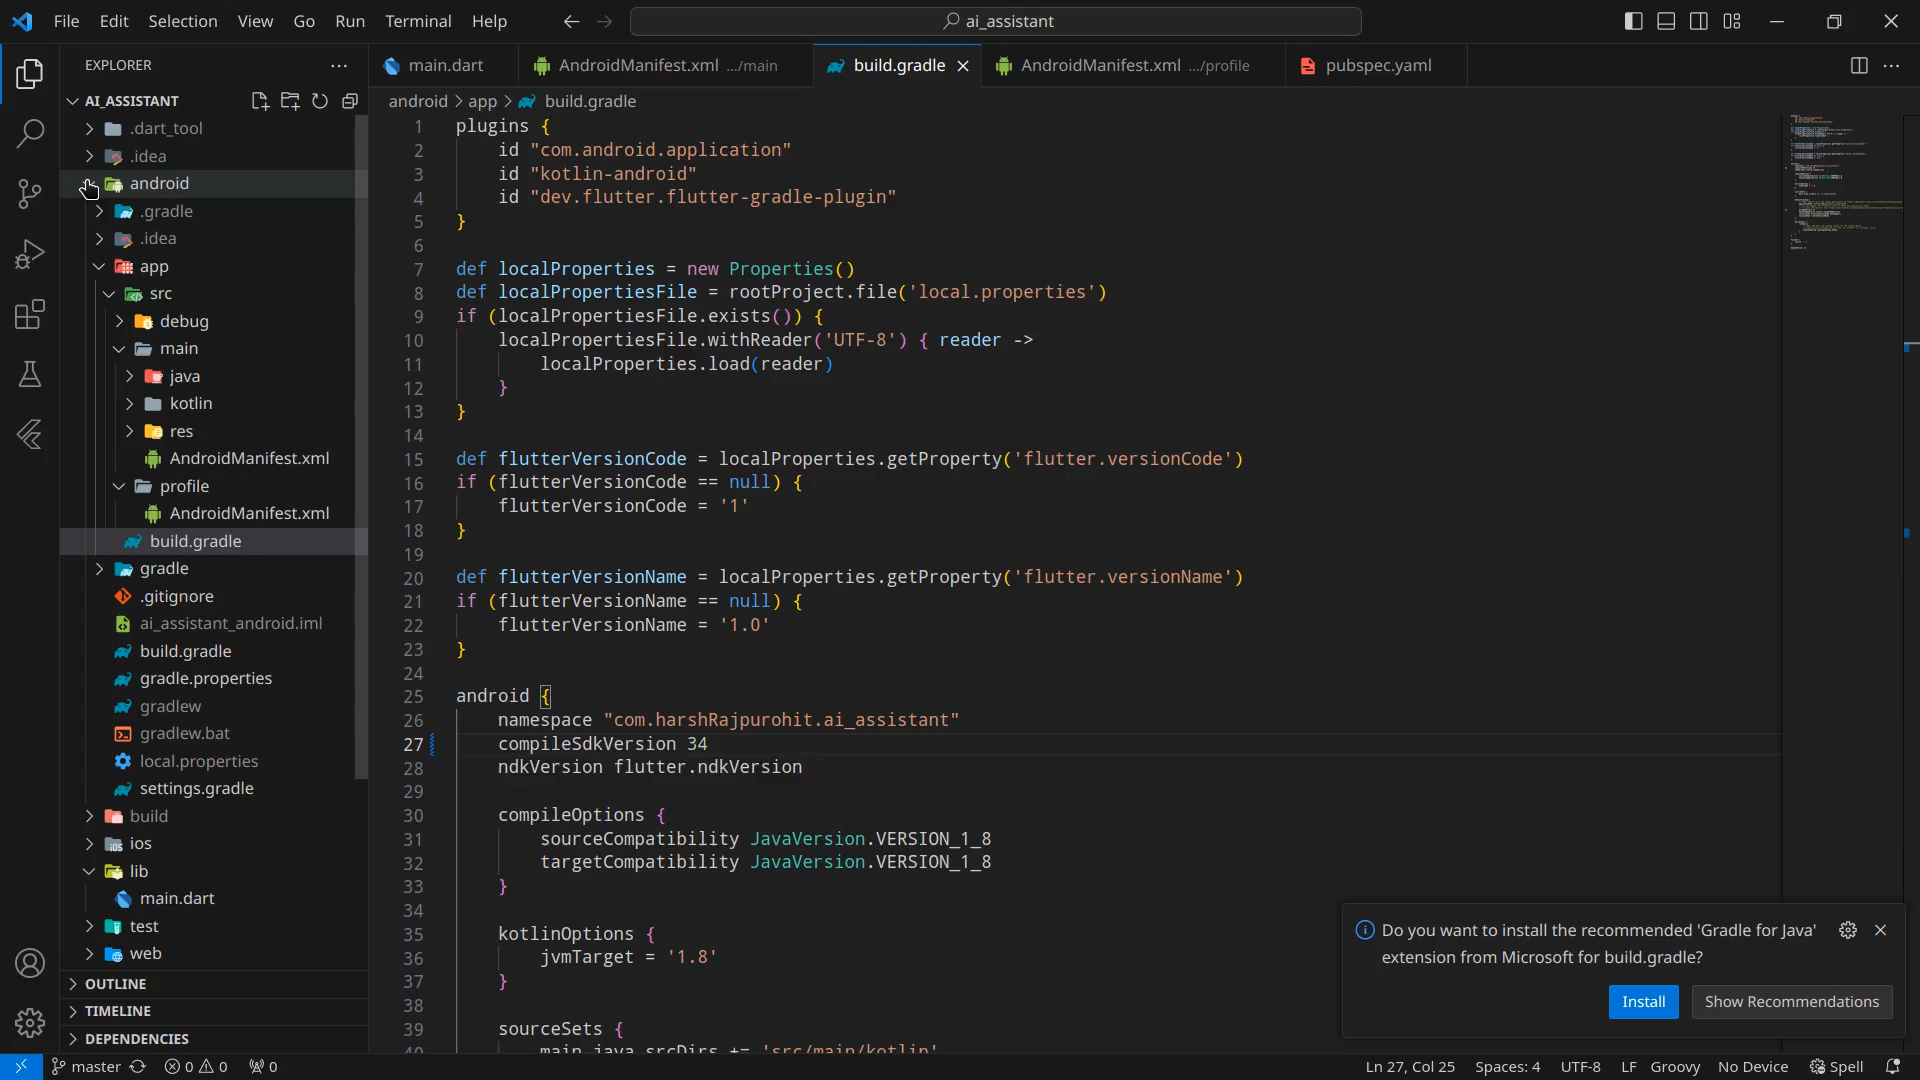 File Edit Selection View Go Run Terminal Help
ai_assistant
EXPLORER
AI_ASSISTANT
.dart_tool
.idea
android
.gradle
.idea
app
src
debug
main
java
kotlin
res
AndroidManifest.xml
profile
AndroidManifest.xml
build.gradle
gradle
.gitignore
ai_assistant_android.iml
build.gradle
gradle.properties
gradlew
gradlew.bat
local.properties
settings.gradle
build
ios
lib
main.dart
test
web
OUTLINE
TIMELINE
DEPENDENCIES
main.dart AndroidManifest.xml .../main build.gradle AndroidManifest.xml .../profile pubspec.yaml
android > app > build.gradle
1 plugins {
2 id "com.android.application"
3 id "kotlin-android"
4 id "dev.flutter.flutter-gradle-plugin"
5 }
6
7 def localProperties = new Properties()
8 def localPropertiesFile = rootProject.file('local.properties')
9 if (localPropertiesFile.exists()) {
10 localPropertiesFile.withReader('UTF-8') { reader ->
11 localProperties.load(reader)
12 }
13 }
14
15 def flutterVersionCode = localProperties.getProperty('flutter.versionCode')
16 if (flutterVersionCode == null) {
17 flutterVersionCode = '1'
18 }
19
20 def flutterVersionName = localProperties.getProperty('flutter.versionName')
21 if (flutterVersionName == null) {
22 flutterVersionName = '1.0'
23 }
24
25 android {
26 namespace "com.harshRajpurohit.ai_assistant"
27 compileSdkVersion 34
28 ndkVersion flutter.ndkVersion
29
30 compileOptions {
31 sourceCompatibility JavaVersion.VERSION_1_8
32 targetCompatibility JavaVersion.VERSION_1_8
33 }
34
35 kotlinOptions {
36 jvmTarget = '1.8'
37 }
38
39 sourceSets {
40 main.java.srcDirs += 'src/main/kotlin'
Do you want to install the recommended 'Gradle for Java'
extension from Microsoft for build.gradle?
Install Show Recommendations
master 0 0 0 Ln 27, Col 25 Spaces: 4 UTF-8 LF Groovy No Device Spell